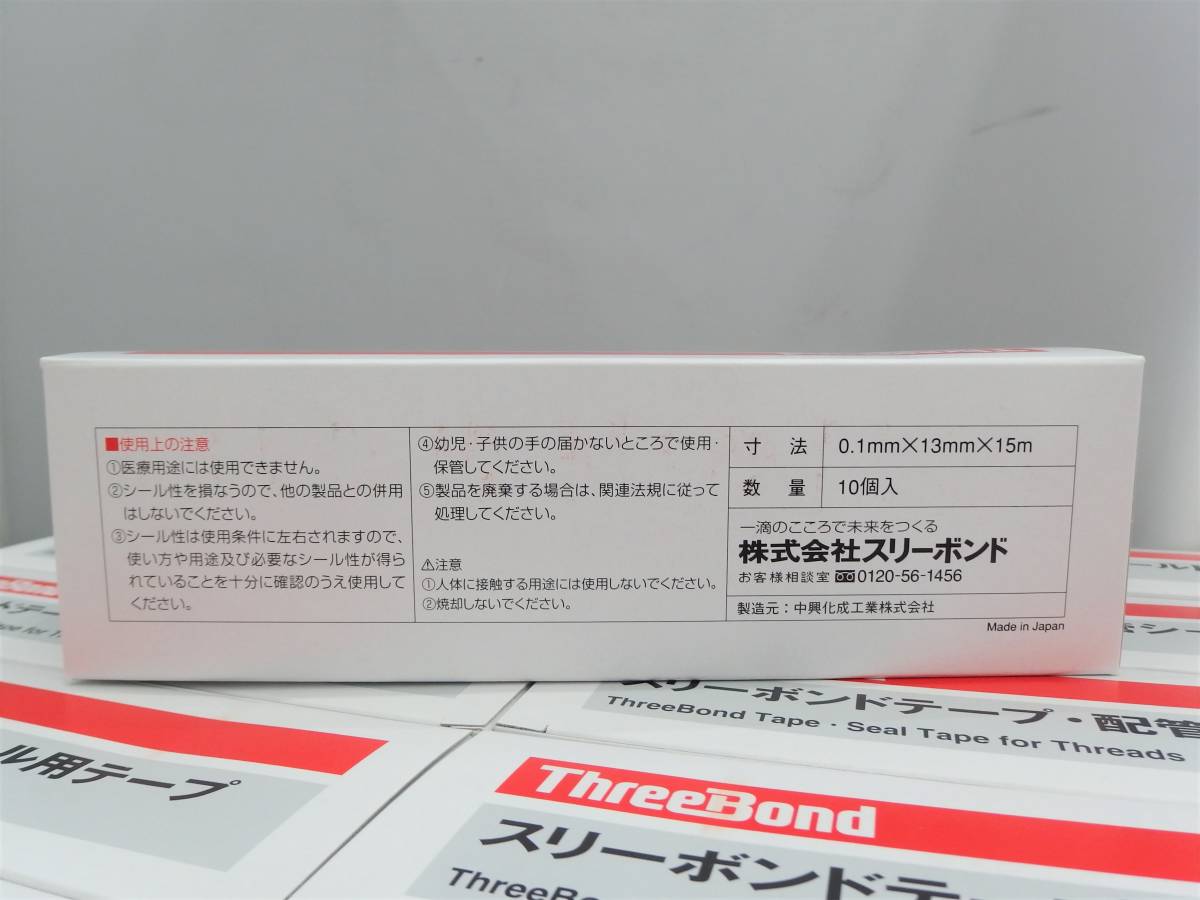 ■使用上の注意
①医療用途には使用できません。
②シール性を損なうので、他の製品との併用
はしないでください。
③シール性は使用条件に左右されますので、
使い方や用途及び必要なシール性が得ら
れていることを十分に確認のうえ使用して
ください。
④幼児・子供の手の届かないところで使用・
保管してください。
⑤製品を廃棄する場合は、関連法規に従って
処理してください。
⚠注意
①人体に接触する用途には使用しないでください。
②焼却しないでください。
寸 法 0.1mm×13mm×15m
数 量 10個入
一滴のこころで未来をつくる
株式会社スリーボンド
お客様相談室 0120-56-1456
製造元：中興化成工業株式会社
Made in Japan
スリーボンドテープ・配管
ThreeBond Tape · Seal Tape for Threads
ル用テープ
ThreeBond
スリーボンドテー
ThreeBon